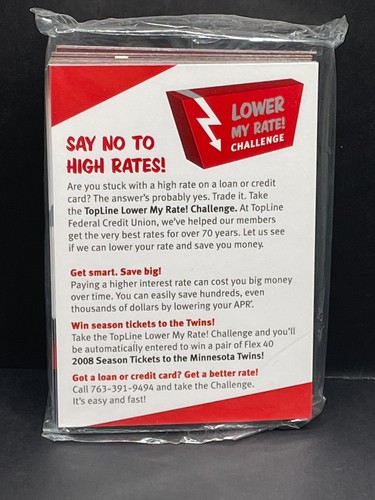 LOWER
MY RATE!
CHALLENGE
SAY NO TO
HIGH RATES!
Are you stuck with a high rate on a loan or credit
card? The answer's probably yes. Trade it. Take
the TopLine Lower My Rate! Challenge. At TopLine
Federal Credit Union, we've helped our members
get the very best rates for over 70 years. Let us see
if we can lower your rate and save you money.
Get smart. Save big!
Paying a higher interest rate can cost you big money
over time. You can easily save hundreds, even
thousands of dollars by lowering your APR*.
Win season tickets to the Twins!
Take the TopLine Lower My Rate! Challenge and you'll
be automatically entered to win a pair of Flex 40
2008 Season Tickets to the Minnesota Twins!
Got a loan or credit card? Get a better rate!
Call 763-391-9494 and take the Challenge.
It's easy and fast!